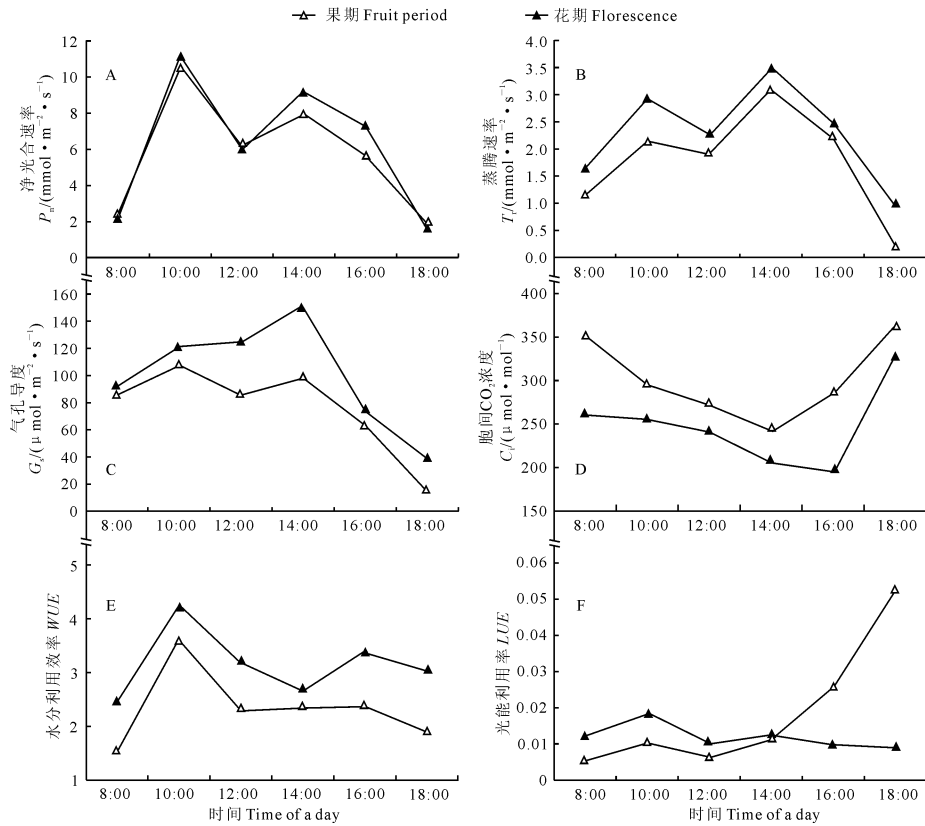 果期 Fruit period
花期 Florescence
A
净光合速率
Pn/(mmol·m−2·s−1)
12
10
8
6
4
2
0
8:00 10:00 12:00 14:00 16:00 18:00
B
蒸腾速率
Tr/(mmol·m−2·s−1)
4.0
3.5
3.0
2.5
2.0
1.5
1.0
0.5
0.0
8:00 10:00 12:00 14:00 16:00 18:00
C
气孔导度
Gs/(μmol·m−2·s−1)
160
140
120
100
80
60
40
20
0
8:00 10:00 12:00 14:00 16:00 18:00
D
胞间CO2浓度
Ci/(μmol·mol−1)
400
350
300
250
200
150
8:00 10:00 12:00 14:00 16:00 18:00
E
水分利用效率 WUE
5
4
3
2
1
8:00 10:00 12:00 14:00 16:00 18:00
时间 Time of a day
F
光能利用率 LUE
0.06
0.05
0.04
0.03
0.02
0.01
0
8:00 10:00 12:00 14:00 16:00 18:00
时间 Time of a day